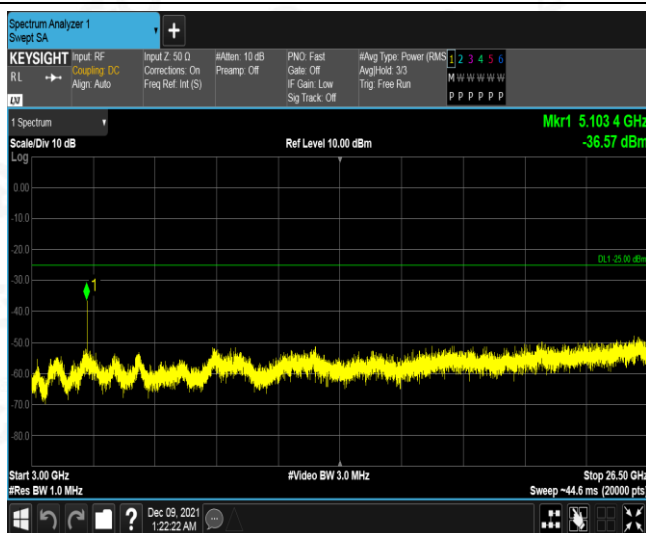 Spectrum Analyzer 1
Swept SA
+
KEYSIGHT Input: RF Input Z: 50 Ω #Atten: 10 dB PNO: Fast #Avg Type: Power (RMS 1 2 3 4 5 6
RL Coupling: DC Corrections: On Preamp: Off Gate: Off Avg|Hold: 3/3 M W W W W W
Align: Auto Freq Ref: Int (S) IF Gain: Low Trig: Free Run
LXI Sig Track: Off P P P P P P
1 Spectrum Mkr1 5.103 4 GHz
Scale/Div 10 dB Ref Level 10.00 dBm -36.57 dBm
Log
0.00
-10.0
-20.0
DL1 -25.00 dBm
-30.0
1
-40.0
-50.0
-60.0
-70.0
-80.0
Start 3.00 GHz #Video BW 3.0 MHz Stop 26.50 GHz
#Res BW 1.0 MHz Sweep ~44.6 ms (20000 pts)
? Dec 09, 2021
1:22:22 AM